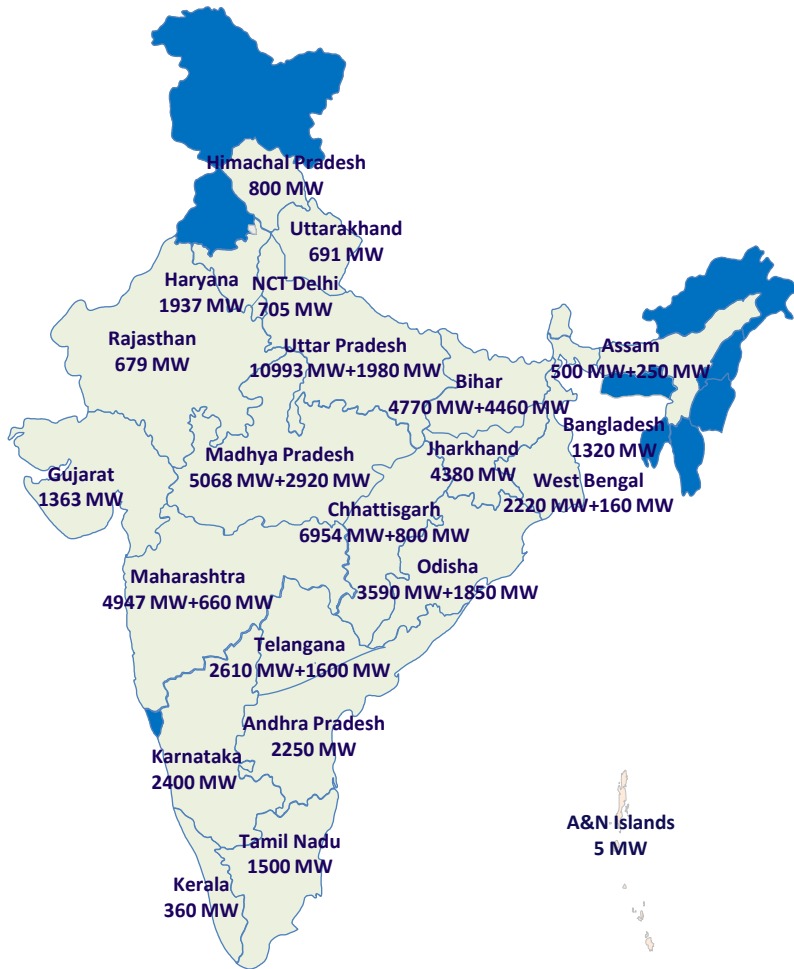 Himachal Pradesh
800 MW
Uttarakhand
691 MW
Haryana
1937 MW
NCT Delhi
705 MW
Rajasthan
679 MW
Uttar Pradesh
10993 MW+1980 MW
Bihar
4770 MW+4460 MW
Assam
500 MW+250 MW
Bangladesh
1320 MW
Gujarat
1363 MW
Madhya Pradesh
5068 MW+2920 MW
Jharkhand
4380 MW
West Bengal
2220 MW+160 MW
Chhattisgarh
6954 MW+800 MW
Odisha
3590 MW+1850 MW
Maharashtra
4947 MW+660 MW
Telangana
2610 MW+1600 MW
Andhra Pradesh
2250 MW
Karnataka
2400 MW
A&N Islands
5 MW
Tamil Nadu
1500 MW
Kerala
360 MW